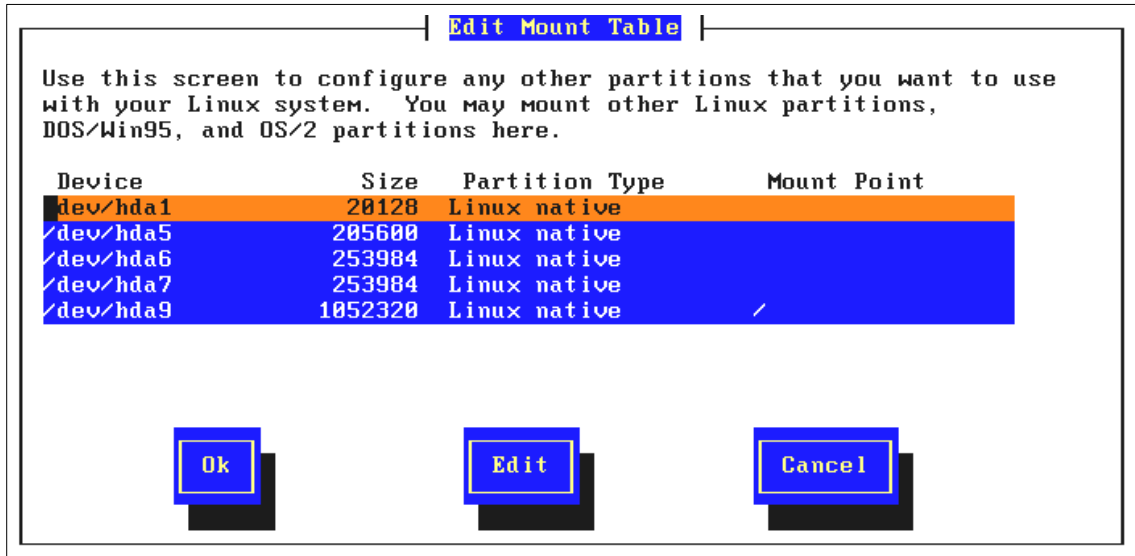 Edit Mount Table
Use this screen to configure any other partitions that you want to use
with your Linux system.  You may mount other Linux partitions,
DOS/Win95, and OS/2 partitions here.
Device Size Partition Type Mount Point
dev/hda1 20128 Linux native
/dev/hda5 205600 Linux native
/dev/hda6 253984 Linux native
/dev/hda7 253984 Linux native
/dev/hda9 1052320 Linux native /
Ok Edit Cancel